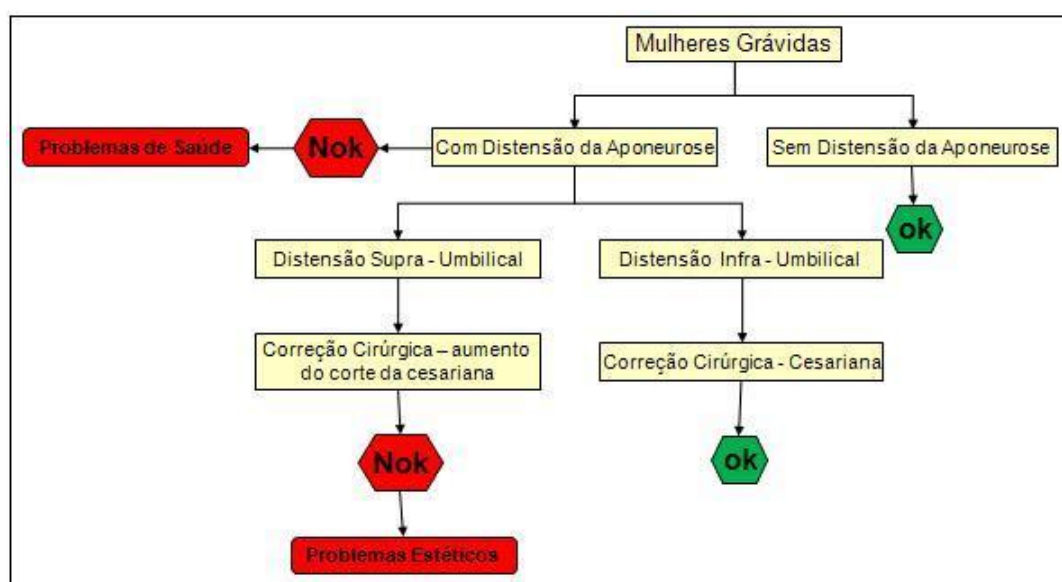 Mulheres Grávidas
Problemas de Saúde
Nok
Com Distensão da Aponeurose
Sem Distensão da Aponeurose
ok
Distensão Supra - Umbilical
Distensão Infra - Umbilical
Correção Cirúrgica – aumento
do corte da cesariana
Correção Cirúrgica - Cesariana
Nok
ok
Problemas Estéticos